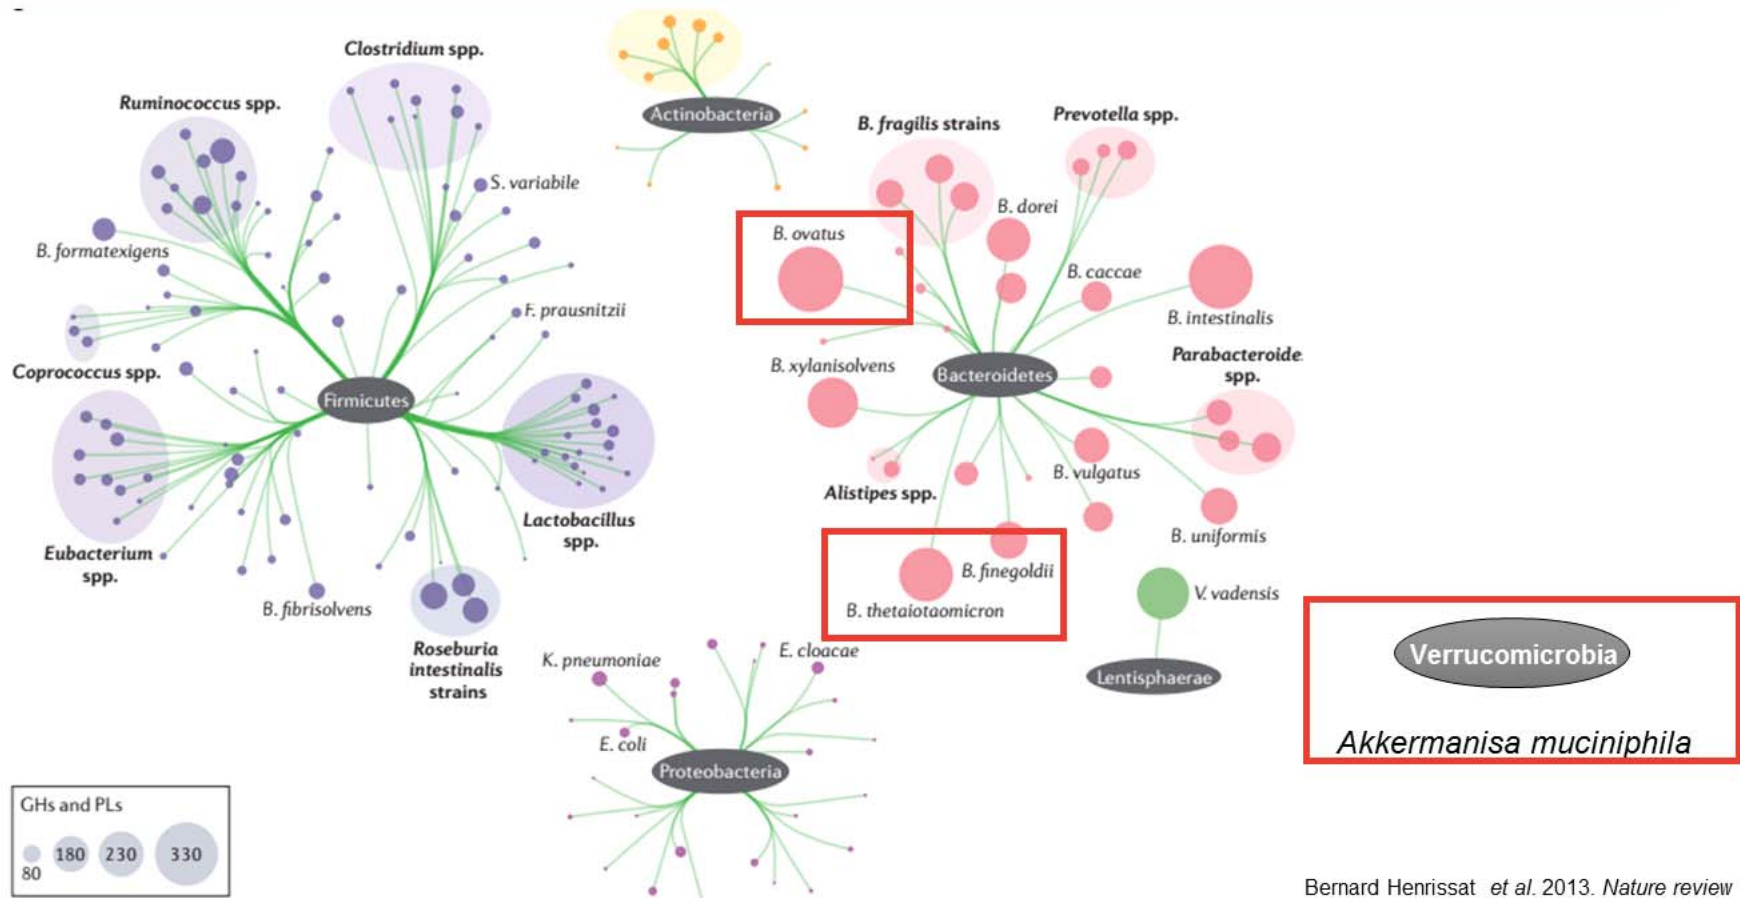 Clostridium spp.
Ruminococcus spp.
Actinobacteria
B. fragilis strains
Prevotella spp.
S. variabile
B. formatexigens
B. ovatus
B. dorei
B. caccae
B. intestinalis
F. prausnitzii
Coprococcus spp.
Firmicutes
B. xylanisolvens
Bacteroidetes
Parabacteroide
spp.
B. vulgatus
Alistipes spp.
Lactobacillus
spp.
B. uniformis
Eubacterium
spp.
B. fibrisolvens
B. finegoldii
B. thetaiotaomicron
V. vadensis
Roseburia
intestinalis
strains
K. pneumoniae
E. cloacae
Lentisphaerae
Verrucomicrobia
Akkermanisa muciniphila
E. coli
Proteobacteria
GHs and PLs
80
180
230
330
Bernard Henrissat et al. 2013. Nature review